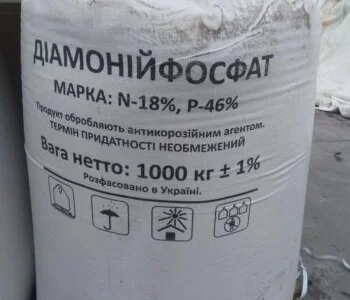 ДІАМОНІЙФОСФАТ
МАРКА: N-18%, P-46%
Продукт обробляють антикорозійним агентом.
ТЕРМІН ПРИДАТНОСТІ НЕОБМЕЖЕНИЙ
Вага нетто: 1000 кг ± 1%
Розфасовано в Україні.